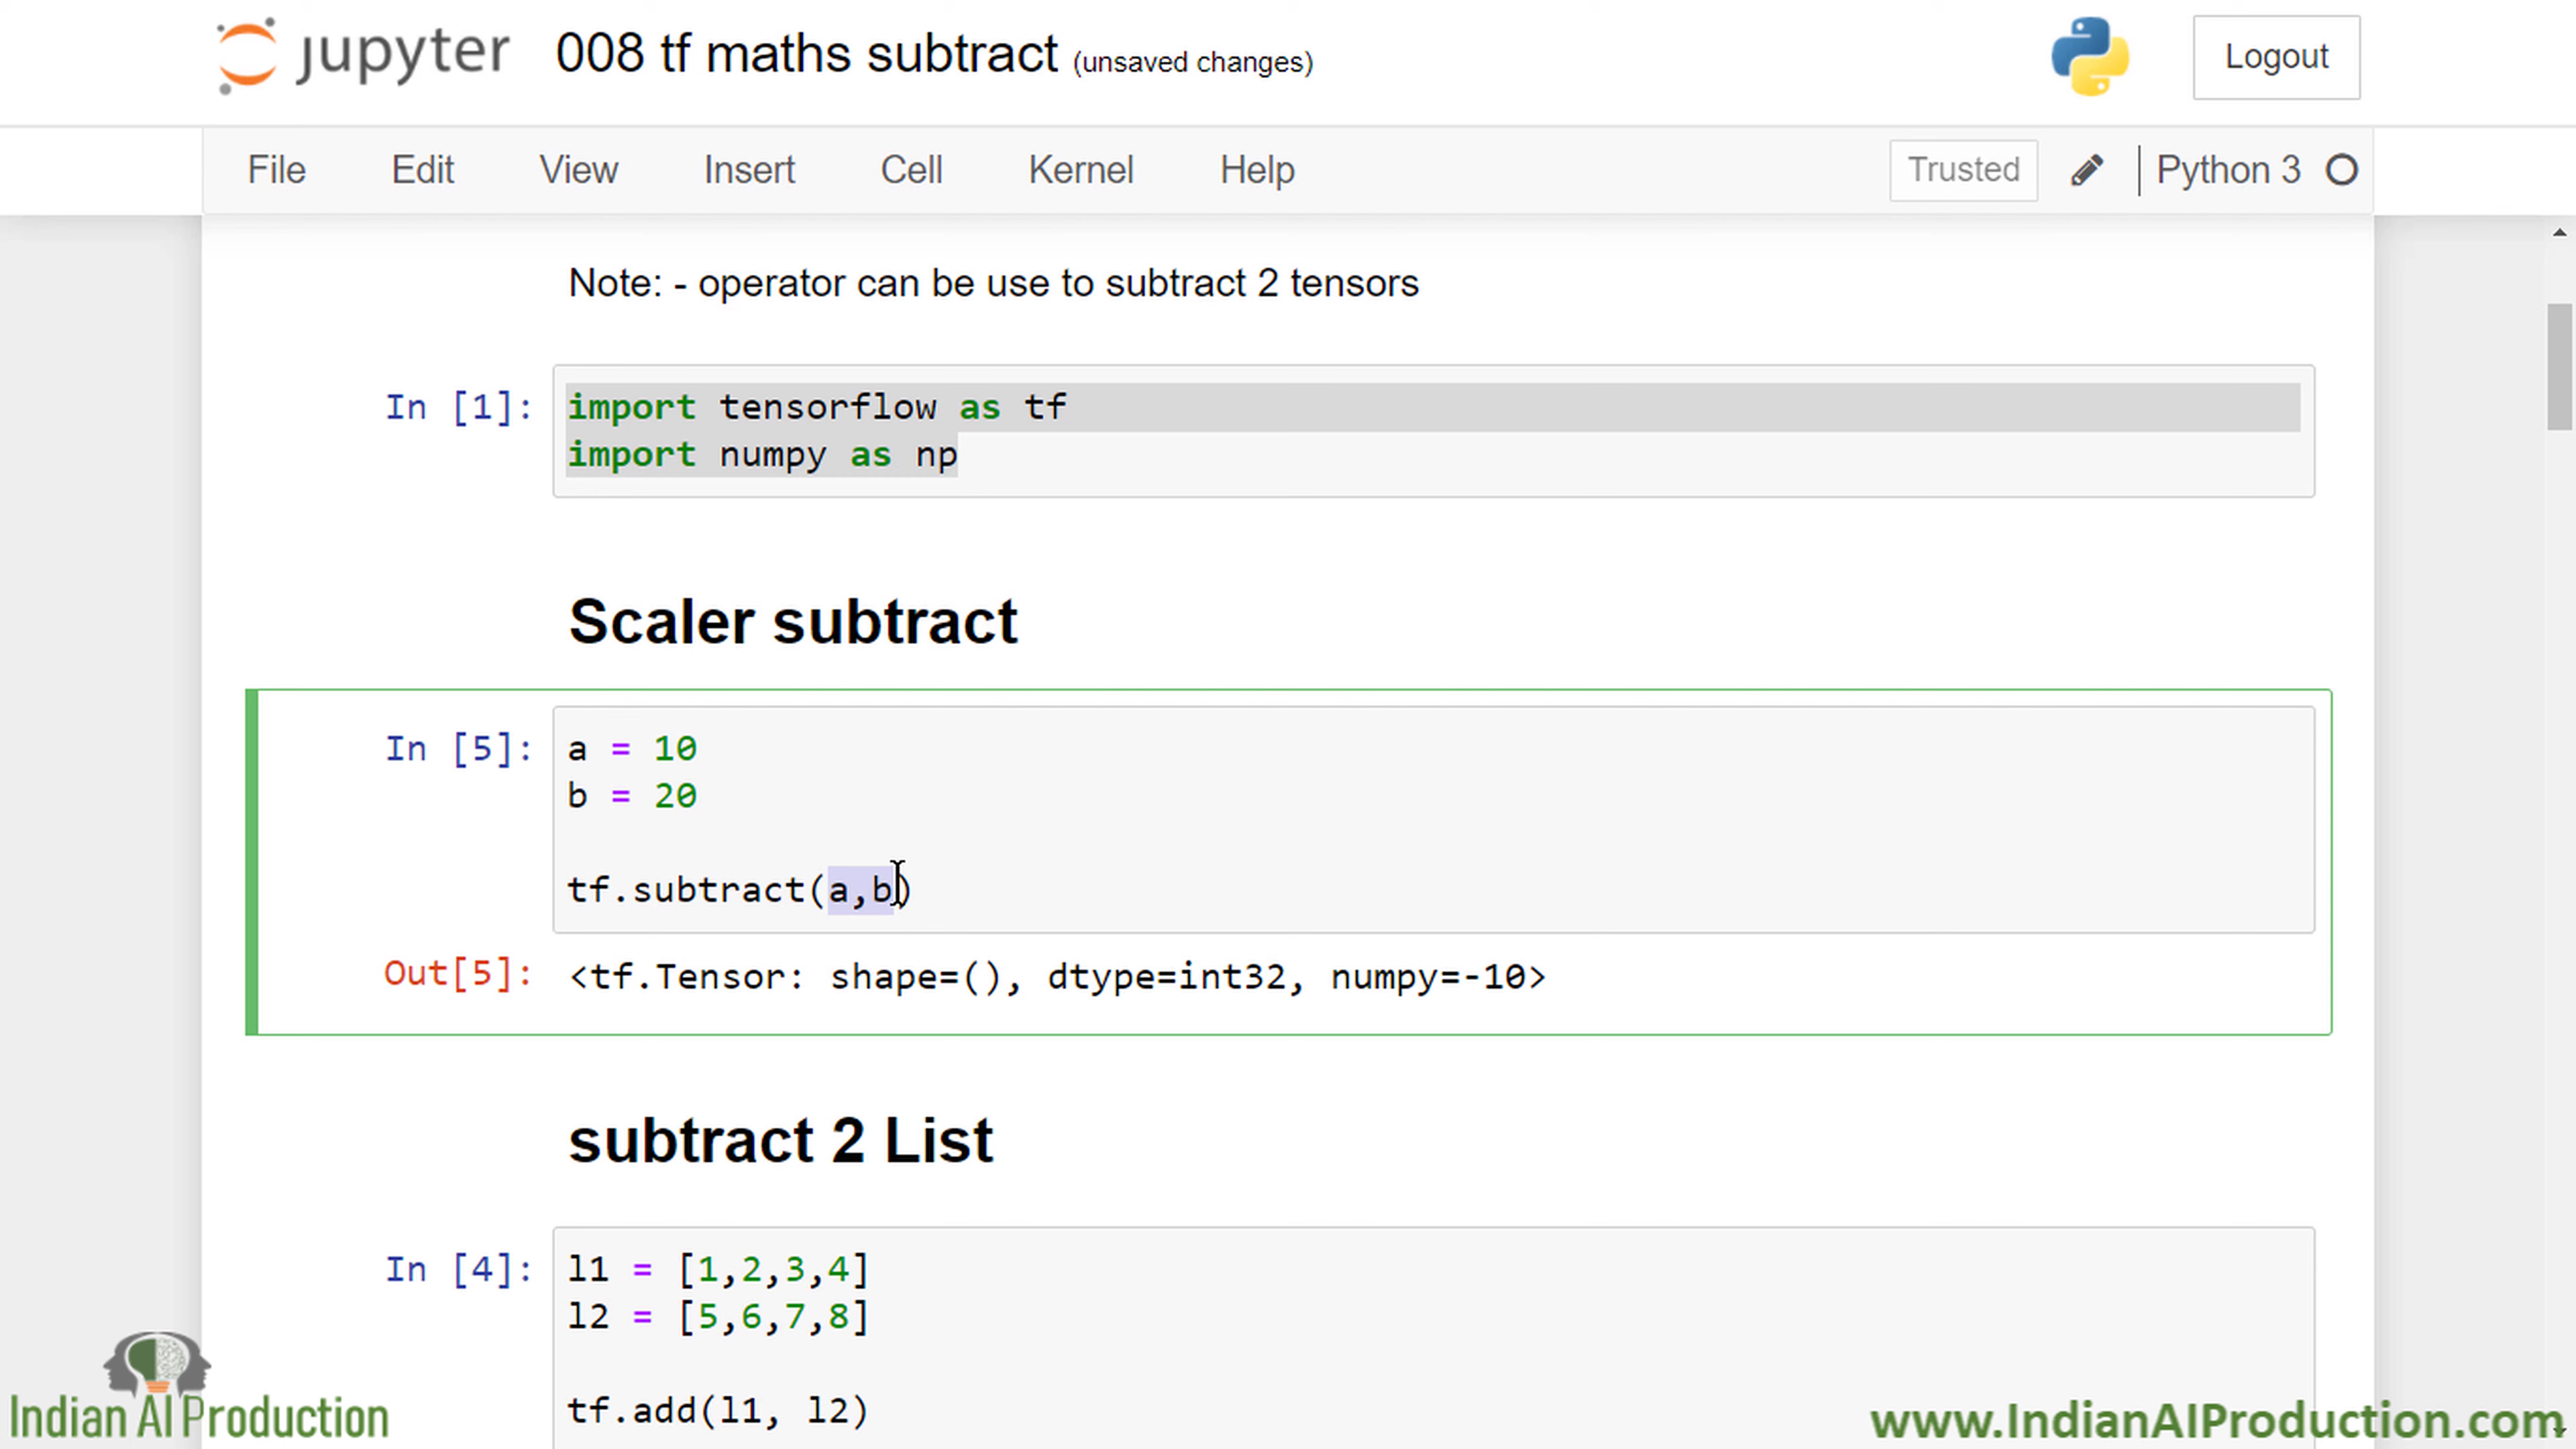 jupyter 008 tf maths subtract (unsaved changes) Logout
File Edit View Insert Cell Kernel Help Trusted Python 3
Note: - operator can be use to subtract 2 tensors
In [1]: import tensorflow as tf
import numpy as np
Scaler subtract
In [5]: a = 10
b = 20
tf.subtract(a,b)
Out[5]: <tf.Tensor: shape=(), dtype=int32, numpy=-10>
subtract 2 List
In [4]: l1 = [1,2,3,4]
l2 = [5,6,7,8]
tf.add(l1, l2)
Indian AI Production
www.IndianAIProduction.com